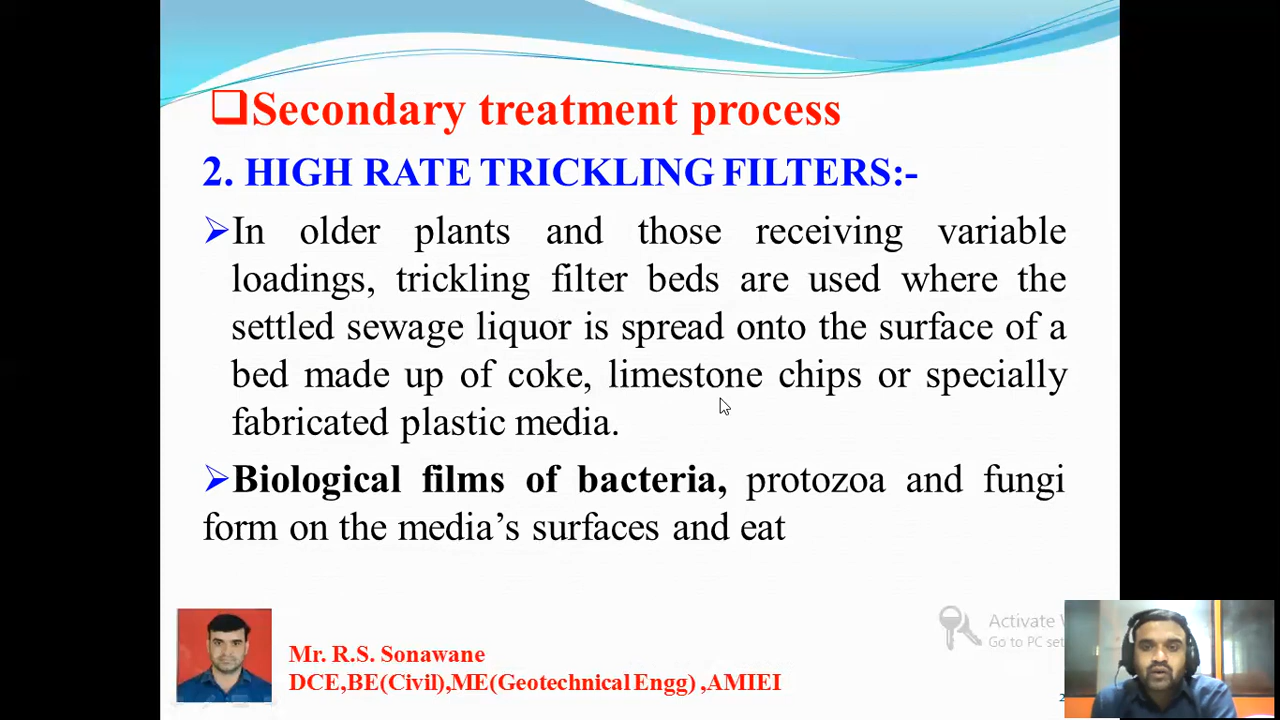 ❑Secondary treatment process
2. HIGH RATE TRICKLING FILTERS:-
➢In older plants and those receiving variable
loadings, trickling filter beds are used where the
settled sewage liquor is spread onto the surface of a
bed made up of coke, limestone chips or specially
fabricated plastic media.
➢Biological films of bacteria, protozoa and fungi
form on the media’s surfaces and eat
Activate
Go to PC set
Mr. R.S. Sonawane
DCE,BE(Civil),ME(Geotechnical Engg) ,AMIEI
2